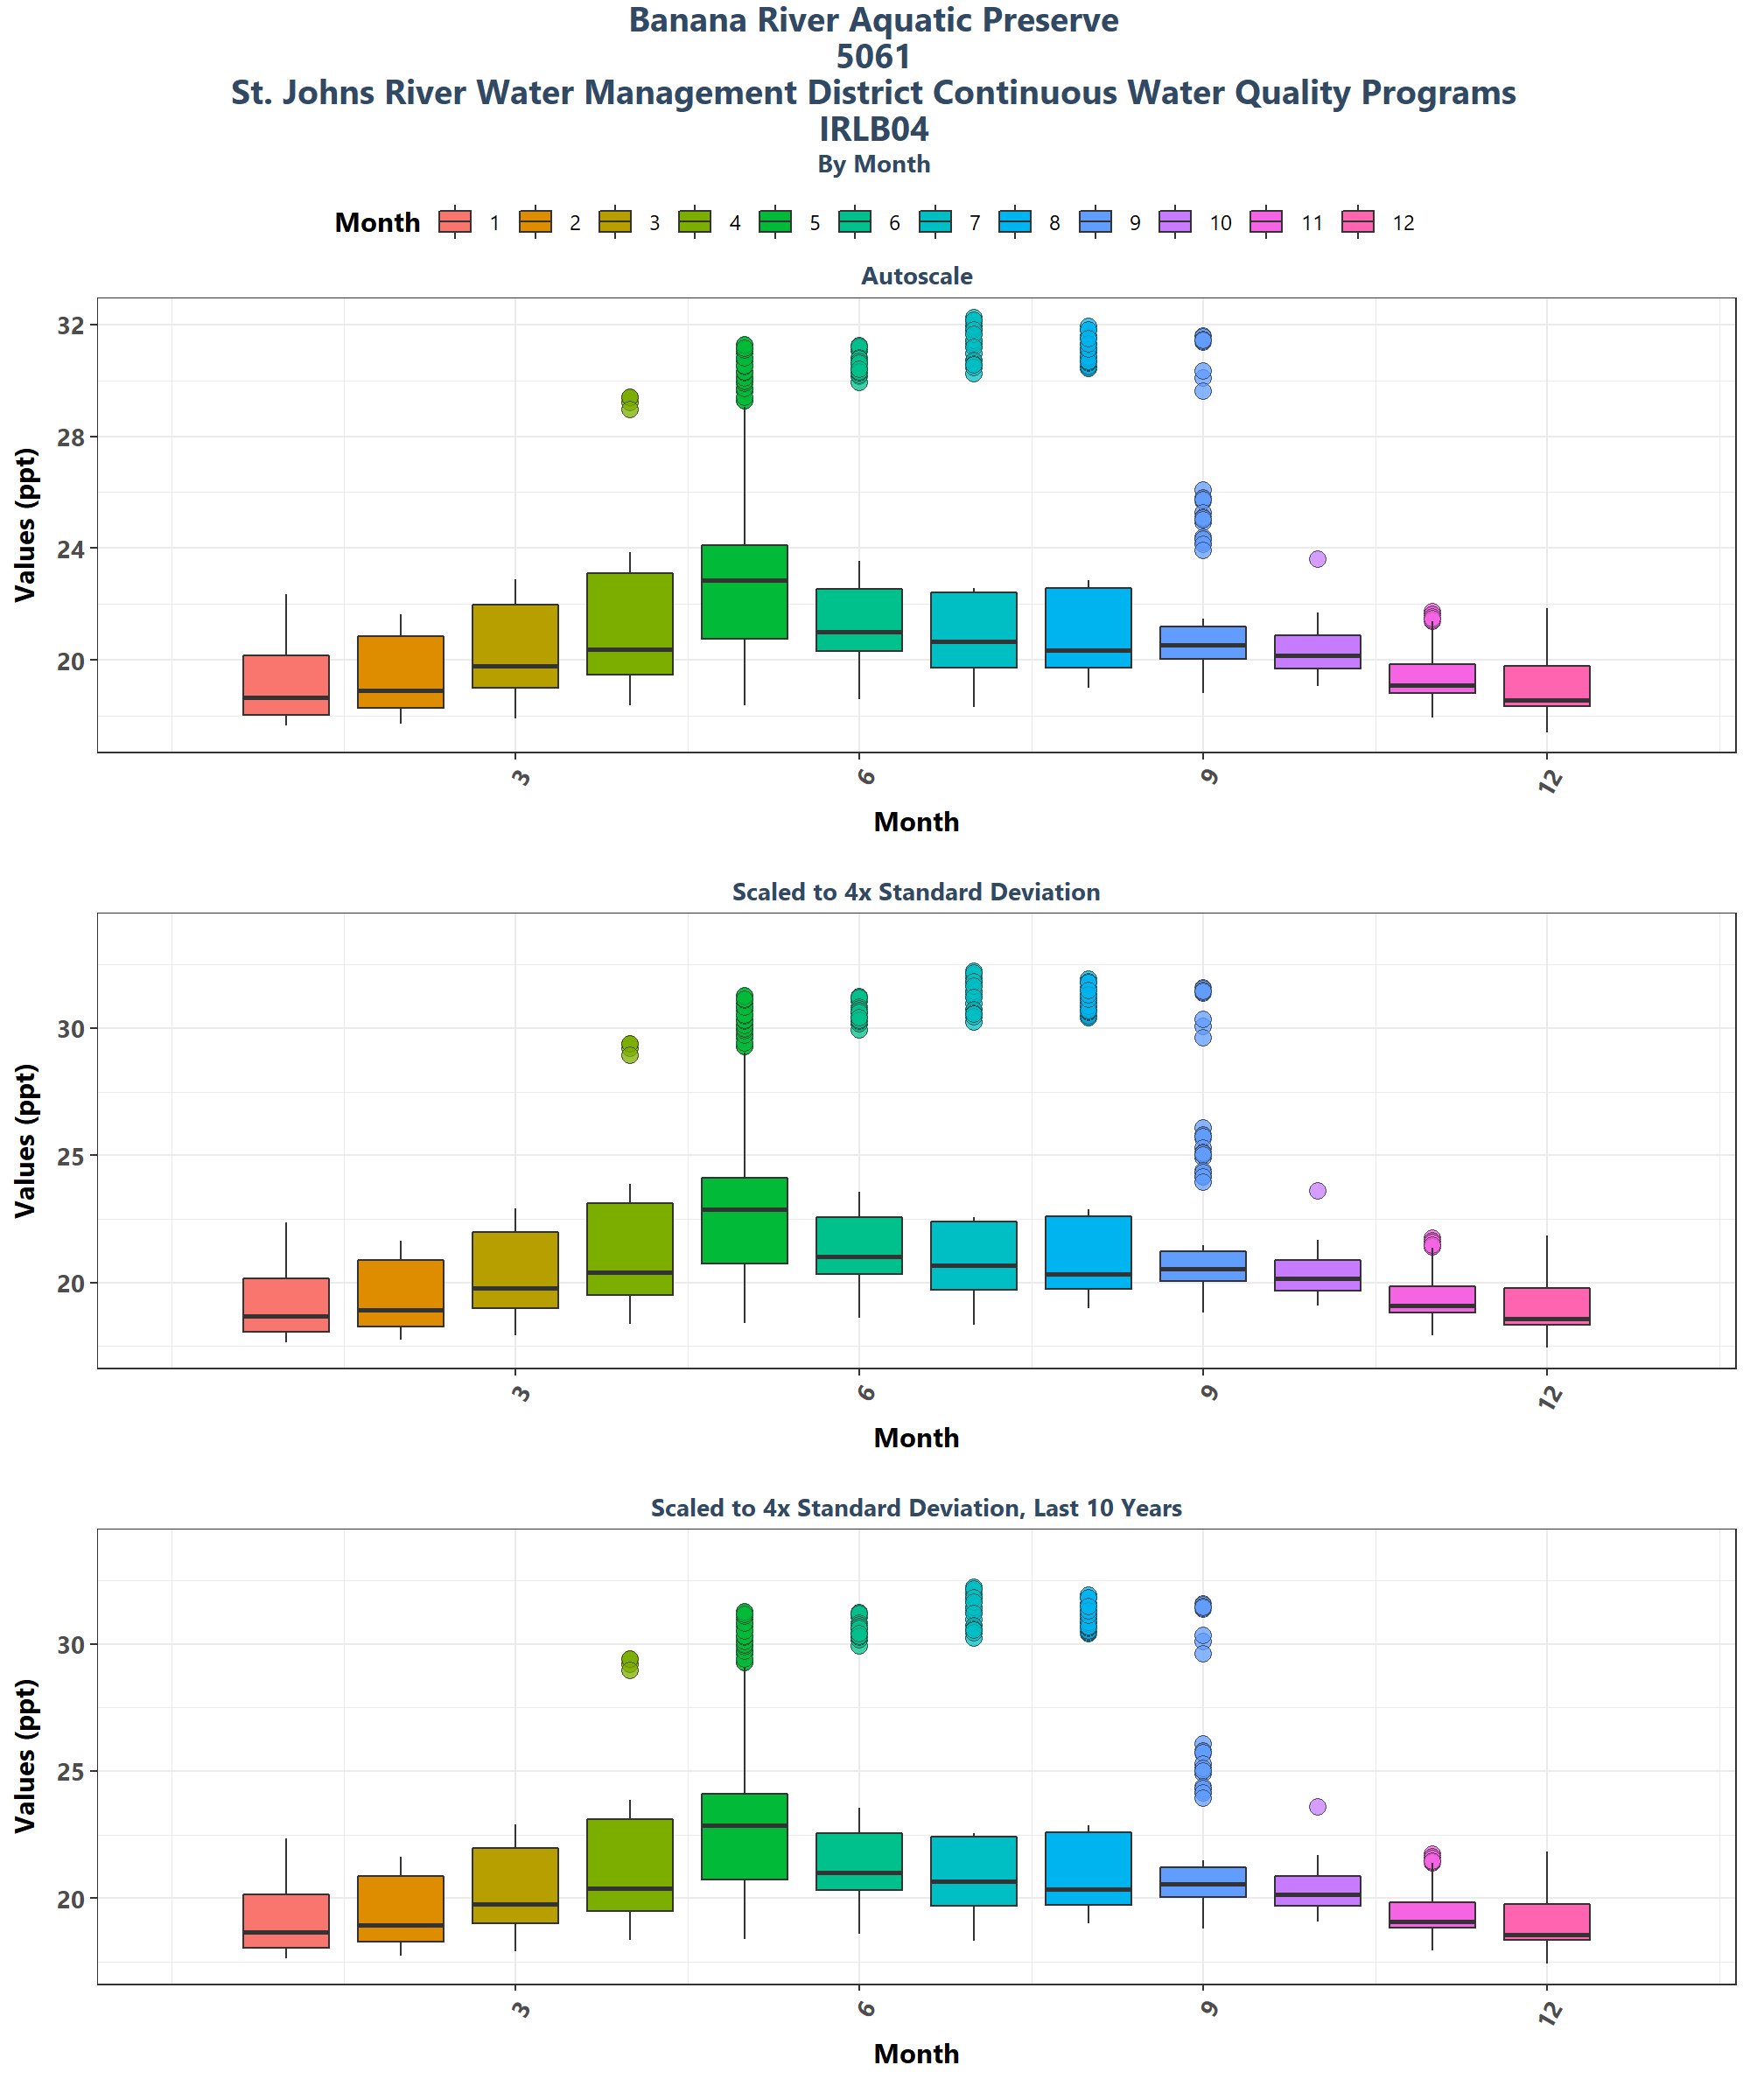 Banana River Aquatic Preserve
5061
St. Johns River Water Management District Continuous Water Quality Programs
IRLB04
By Month
Month 1 2 3 4 5 6 7 8 9 10 11 12
Autoscale
Values (ppt)
32
28
24
20
3 6 9 12
Month
Scaled to 4x Standard Deviation
Values (ppt)
30
25
20
3 6 9 12
Month
Scaled to 4x Standard Deviation, Last 10 Years
Values (ppt)
30
25
20
3 6 9 12
Month